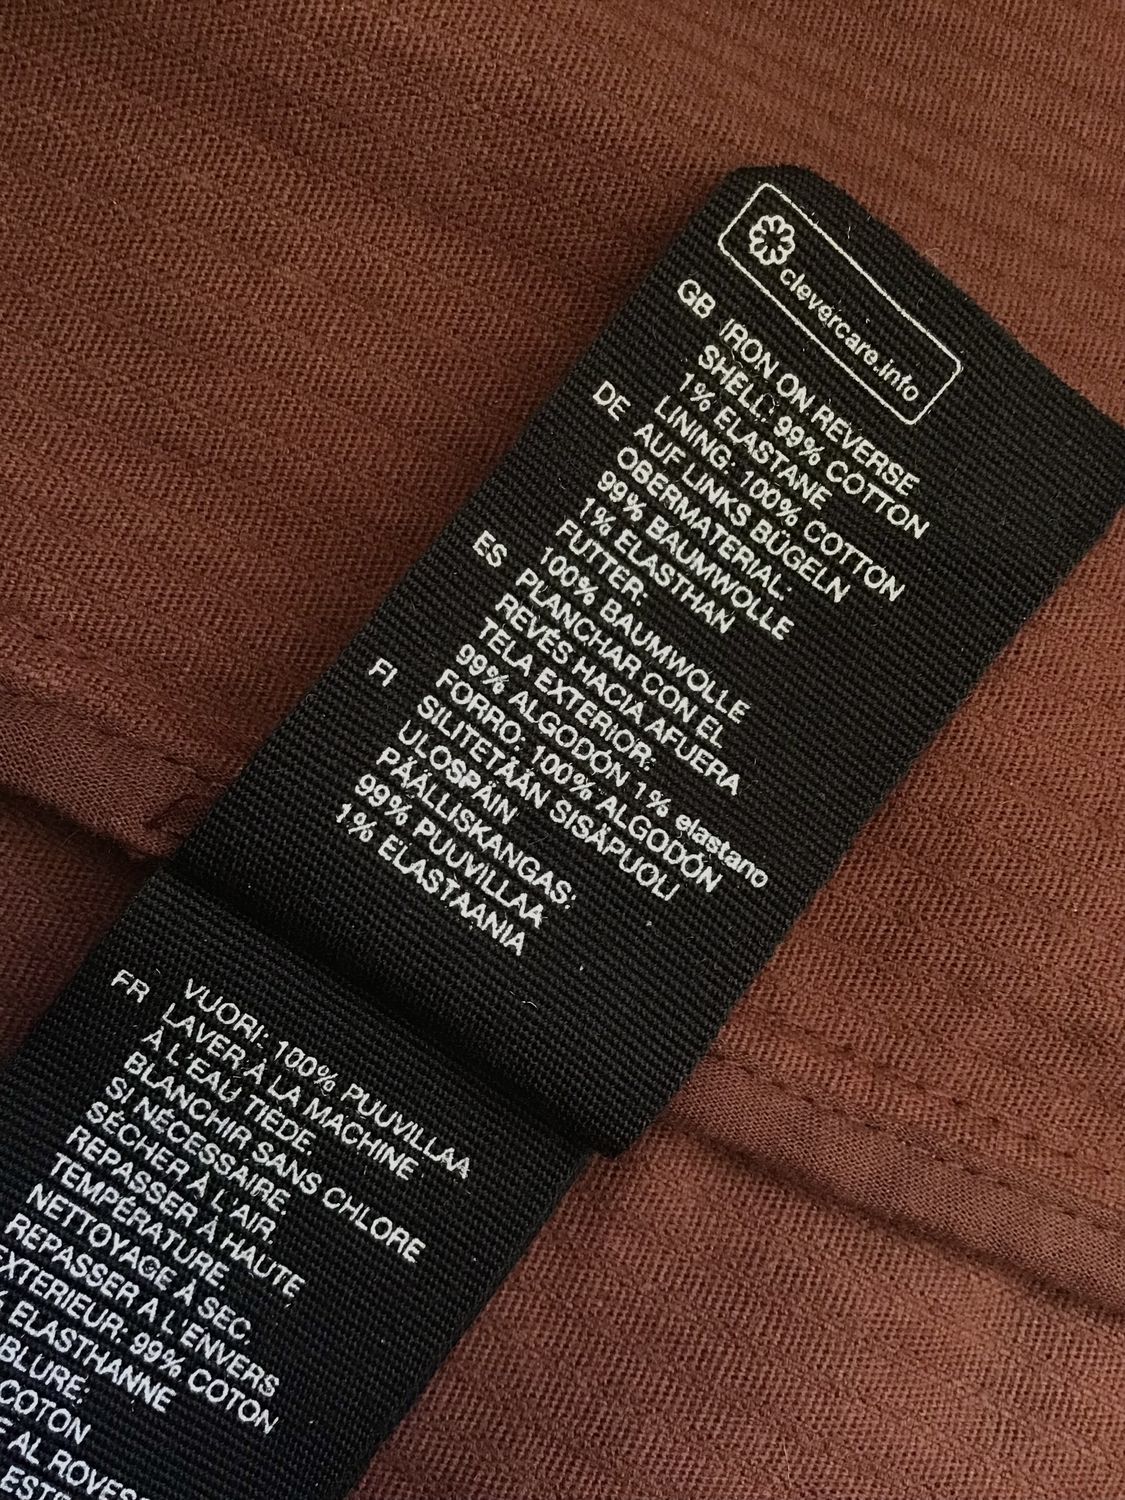 clevercare.info
GB IRON ON REVERSE
SHELL: 99% COTTON
1% ELASTANE
LINING: 100% COTTON
DE AUF LINKS BÜGELN
OBERMATERIAL:
99% BAUMWOLLE
1% ELASTHAN
FUTTER:
100% BAUMWOLLE
ES PLANCHAR CON EL
REVÉS HACIA AFUERA
TELA EXTERIOR:
99% ALGODÓN 1% elastano
FORRO: 100% ALGODÓN
FI SILITETÄÄN SISÄPUOLI
ULOSPÄIN
PÄÄLLISKANGAS:
99% PUUVILLAA
1% ELASTAANIA
VUORI: 100% PUUVILLAA
FR LAVER À LA MACHINE
À L'EAU TIÈDE.
BLANCHIR SANS CHLORE
SI NÉCESSAIRE
SÉCHER À L'AIR.
REPASSER À HAUTE
TEMPÉRATURE.
NETTOYAGE À SEC.
REPASSER A L'ENVERS
EXTERIEUR: 99% COTON
% ELASTHANNE
BLURE:
COTON
AL ROVES